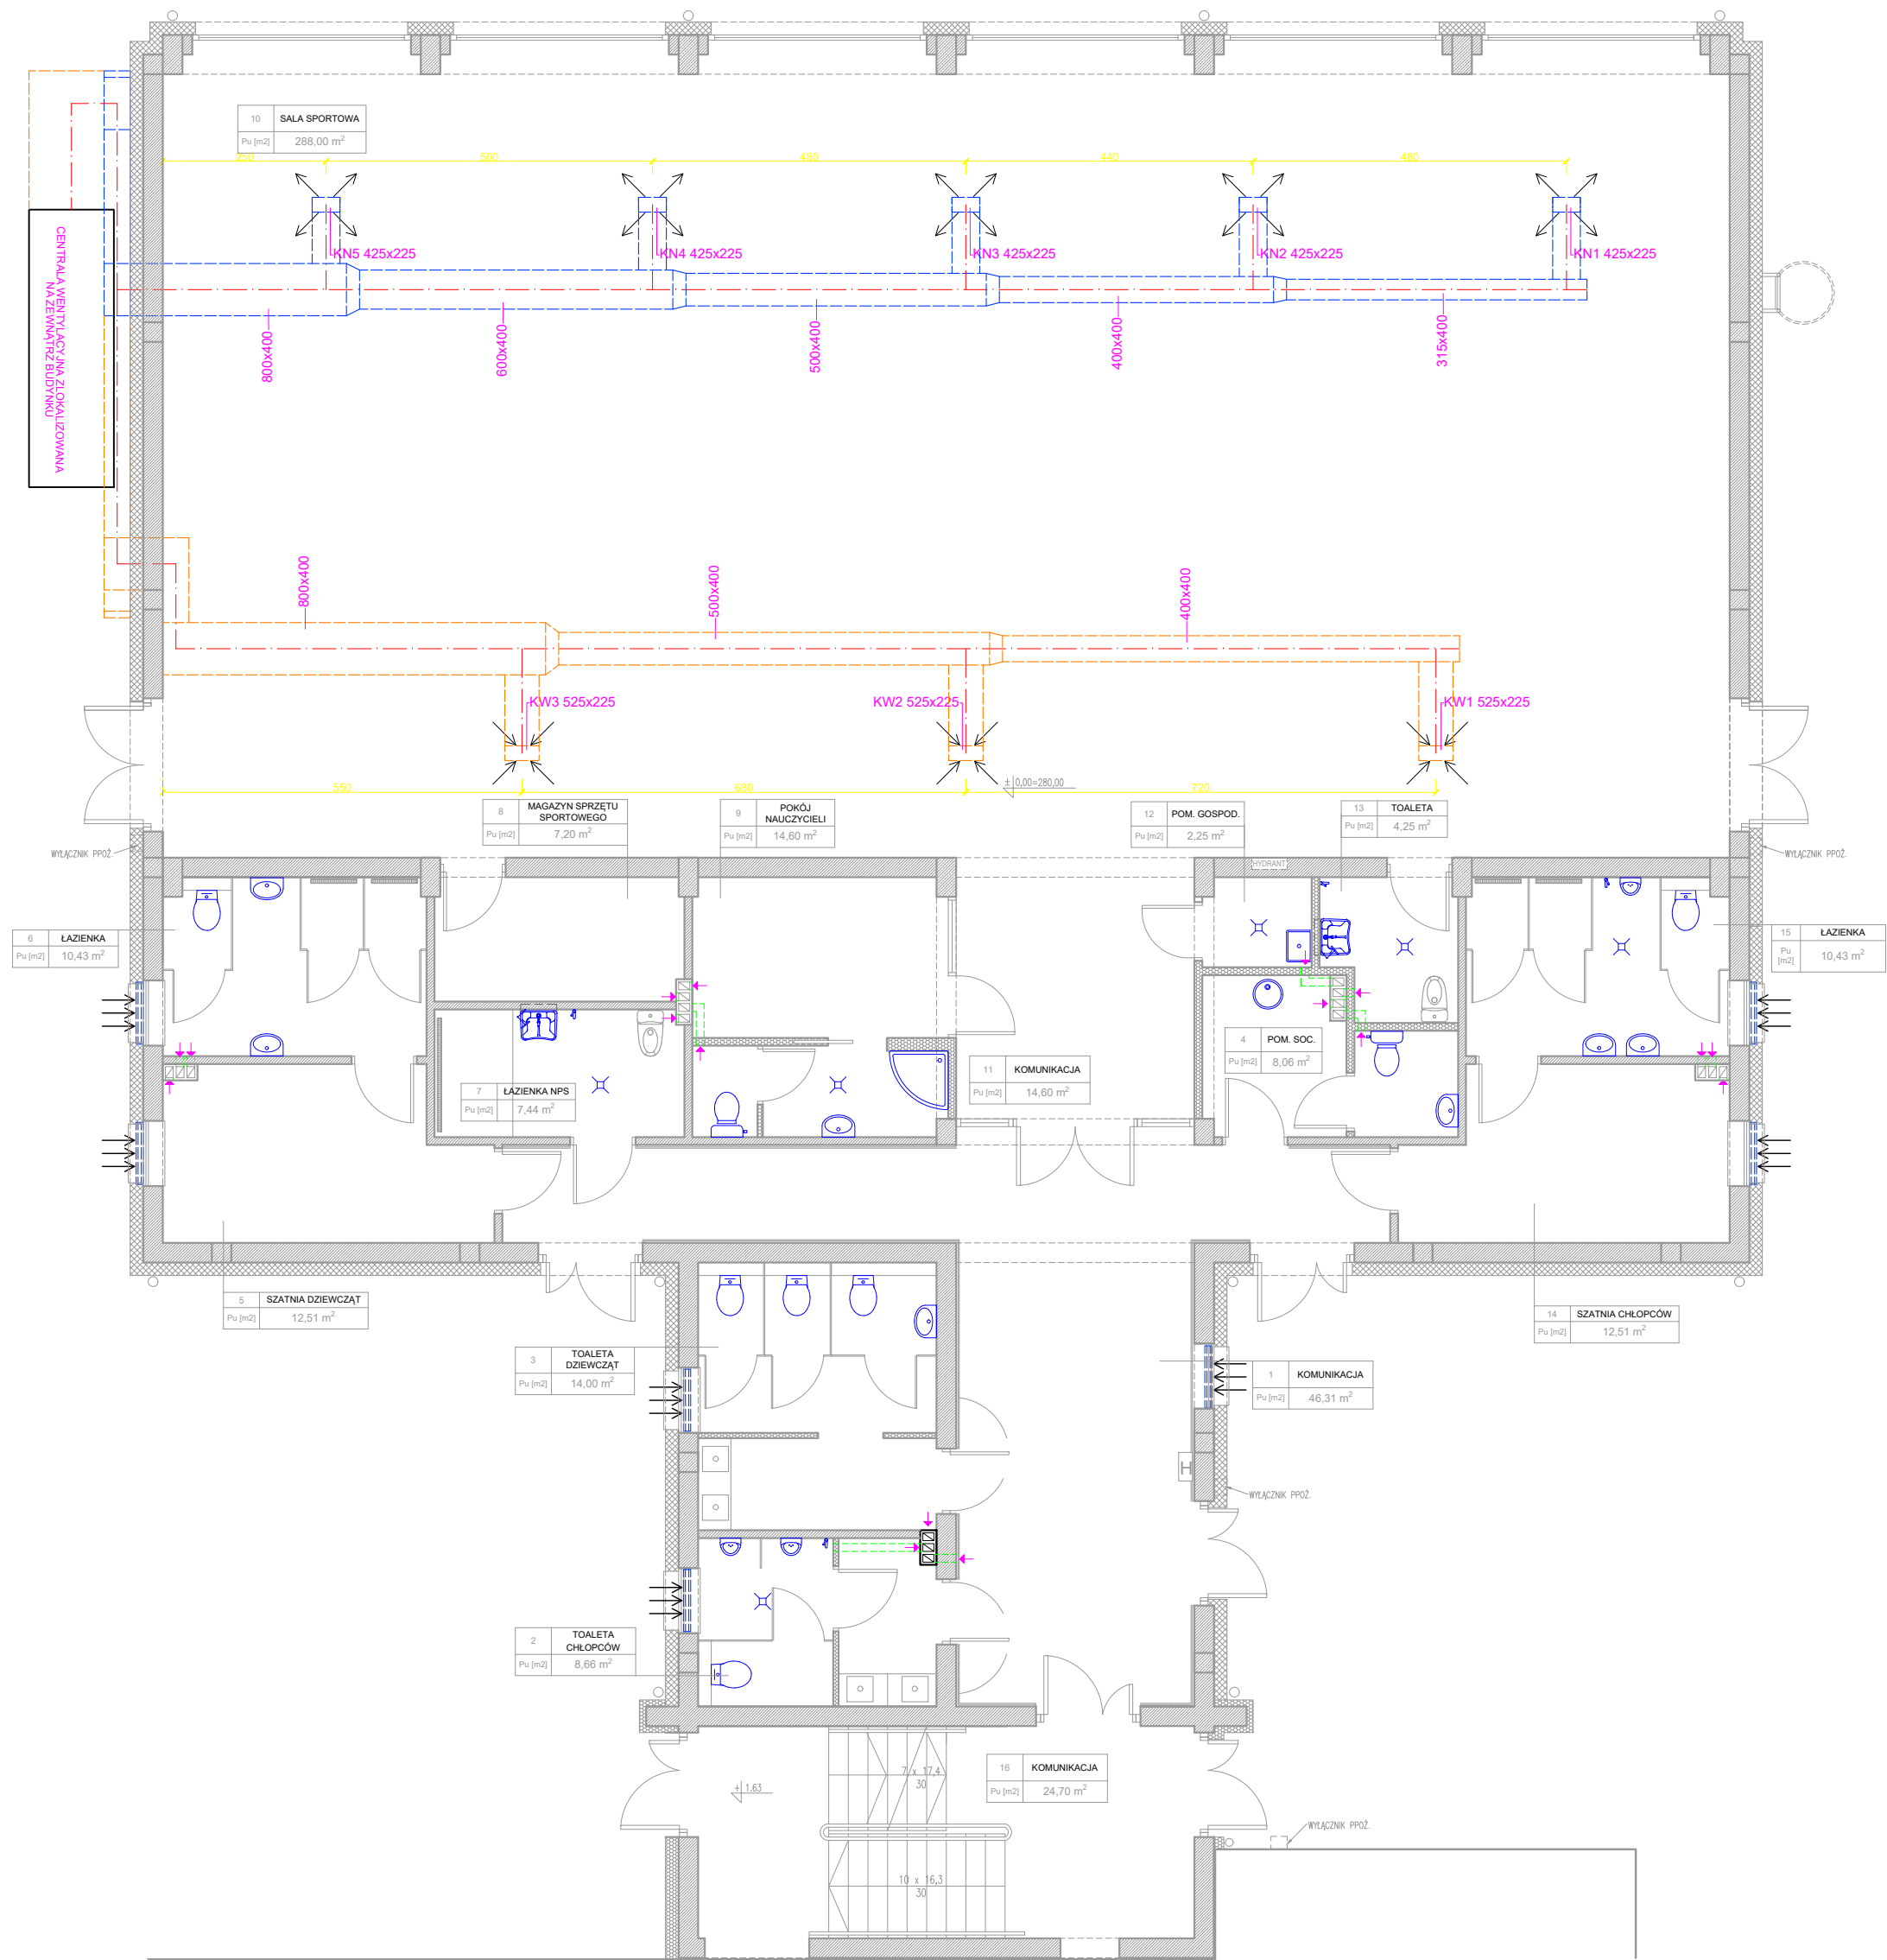 10 SALA SPORTOWA
Pu [m2] 288,00 m²
260 500 480 440 480
KN5 425x225
KN4 425x225
KN3 425x225
KN2 425x225
KN1 425x225
CENTRALA WENTYLACYJNA ZLOKALIZOWANA
NA ZEWNĄTRZ BUDYNKU
800x400
600x400
500x400
400x400
315x400
800x400
500x400
400x400
KW3 525x225
KW2 525x225
KW1 525x225
550 680 720
± 0,00=280,00
8 MAGAZYN SPRZĘTU
SPORTOWEGO
Pu [m2] 7,20 m²
9 POKÓJ
NAUCZYCIELI
Pu [m2] 14,60 m²
12 POM. GOSPOD.
Pu [m2] 2,25 m²
13 TOALETA
Pu [m2] 4,25 m²
WYŁĄCZNIK PPOŻ.
HYDRANT
WYŁĄCZNIK PPOŻ.
6 ŁAZIENKA
Pu [m2] 10,43 m²
15 ŁAZIENKA
Pu
[m2] 10,43 m²
4 POM. SOC.
Pu [m2] 8,06 m²
11 KOMUNIKACJA
Pu [m2] 14,60 m²
7 ŁAZIENKA NPS
Pu [m2] 7,44 m²
5 SZATNIA DZIEWCZĄT
Pu [m2] 12,51 m²
14 SZATNIA CHŁOPCÓW
Pu [m2] 12,51 m²
3 TOALETA
DZIEWCZĄT
Pu [m2] 14,00 m²
1 KOMUNIKACJA
Pu [m2] 46,31 m²
H
WYŁĄCZNIK PPOŻ.
2 TOALETA
CHŁOPCÓW
Pu [m2] 8,66 m²
16 KOMUNIKACJA
Pu [m2] 24,70 m²
7 x 17,4
30
± 1.63
WYŁĄCZNIK PPOŻ.
10 x 16,3
30